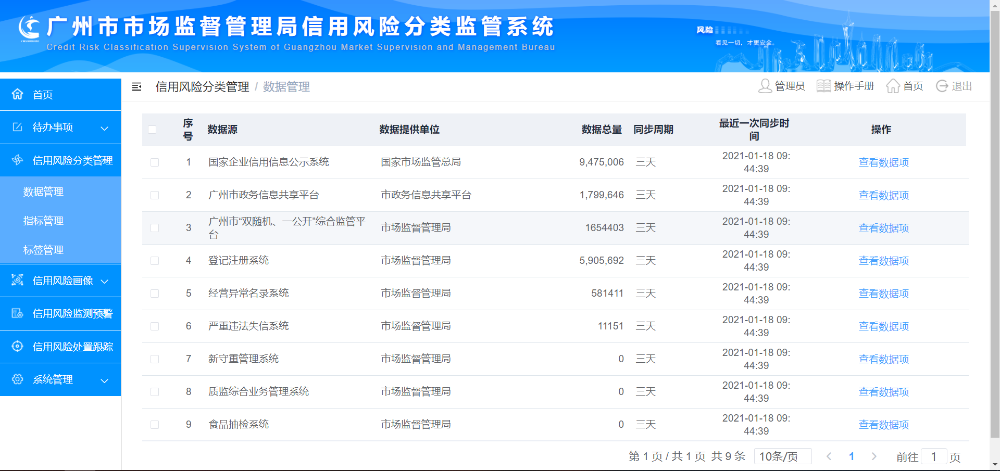 广州市市场监督管理局信用风险分类监管系统
Credit Risk Classification Supervision System of Guangzhou Market Supervision and Management Bureau
风险
看见一切，才更安全。
首页
待办事项
信用风险分类管理
数据管理
指标管理
标签管理
信用风险画像
信用风险监测预警
信用风险处置跟踪
系统管理
信用风险分类管理 / 数据管理
管理员 操作手册 首页 退出
序号 数据源 数据提供单位 数据总量 同步周期 最近一次同步时间 操作
1 国家企业信用信息公示系统 国家市场监管总局 9,475,006 三天 2021-01-18 09:44:39 查看数据项
2 广州市政务信息共享平台 市政务信息共享平台 1,799,646 三天 2021-01-18 09:44:39 查看数据项
3 广州市“双随机、一公开”综合监管平台 市场监督管理局 1654403 三天 2021-01-18 09:44:39 查看数据项
4 登记注册系统 市场监督管理局 5,905,692 三天 2021-01-18 09:44:39 查看数据项
5 经营异常名录系统 市场监督管理局 581411 三天 2021-01-18 09:44:39 查看数据项
6 严重违法失信系统 市场监督管理局 11151 三天 2021-01-18 09:44:39 查看数据项
7 新守重管理系统 市场监督管理局 0 三天 2021-01-18 09:44:39 查看数据项
8 质监综合业务管理系统 市场监督管理局 0 三天 2021-01-18 09:44:39 查看数据项
9 食品抽检系统 市场监督管理局 0 三天 2021-01-18 09:44:39 查看数据项
第 1 页 / 共 1 页 共 9 条 10条/页 1 前往 1 页